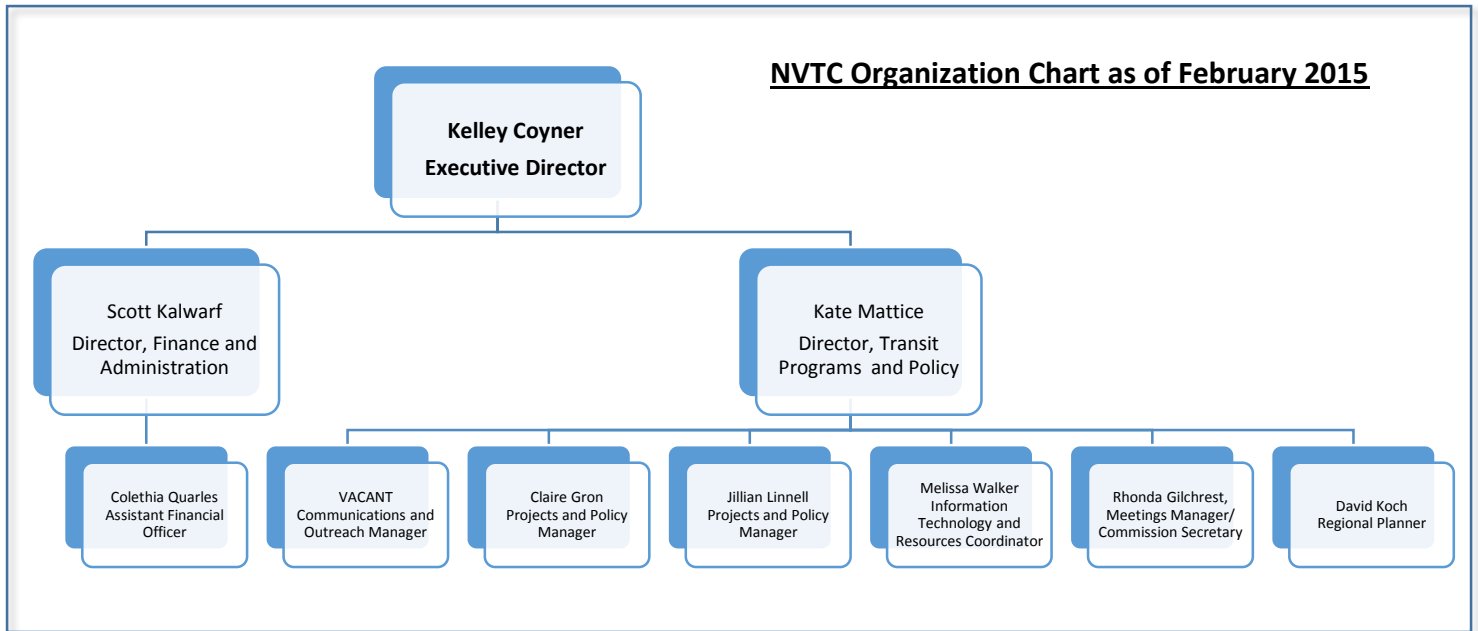 NVTC Organization Chart as of February 2015
Kelley Coyner
Executive Director
Scott Kalwarf
Director, Finance and
Administration
Kate Mattice
Director, Transit
Programs and Policy
Colethia Quarles
Assistant Financial
Officer
VACANT
Communications and
Outreach Manager
Claire Gron
Projects and Policy
Manager
Jillian Linnell
Projects and Policy
Manager
Melissa Walker
Information
Technology and
Resources Coordinator
Rhonda Gilchrest,
Meetings Manager/
Commission Secretary
David Koch
Regional Planner